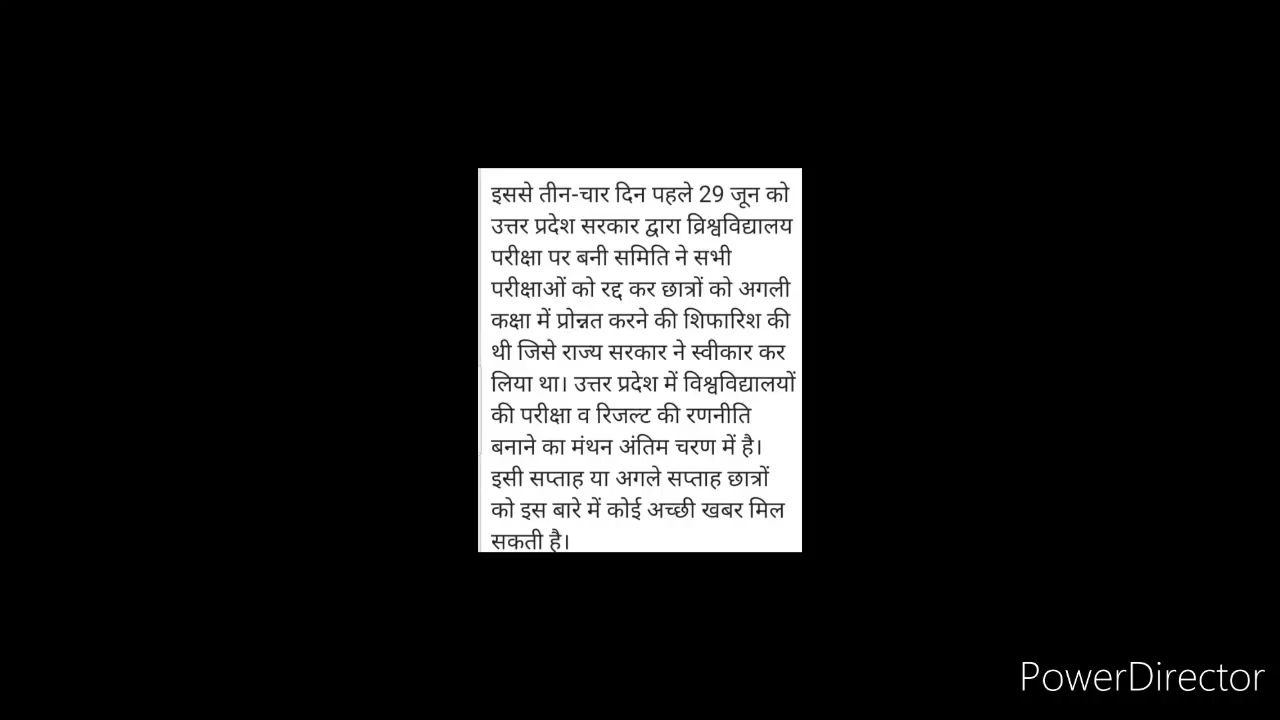 इससे तीन-चार दिन पहले 29 जून को
उत्तर प्रदेश सरकार द्वारा व्रिश्वविद्यालय
परीक्षा पर बनी समिति ने सभी
परीक्षाओं को रद्द कर छात्रों को अगली
कक्षा में प्रोन्नत करने की शिफारिश की
थी जिसे राज्य सरकार ने स्वीकार कर
लिया था। उत्तर प्रदेश में विश्वविद्यालयों
की परीक्षा व रिजल्ट की रणनीति
बनाने का मंथन अंतिम चरण में है।
इसी सप्ताह या अगले सप्ताह छात्रों
को इस बारे में कोई अच्छी खबर मिल
सकती है।
PowerDirector